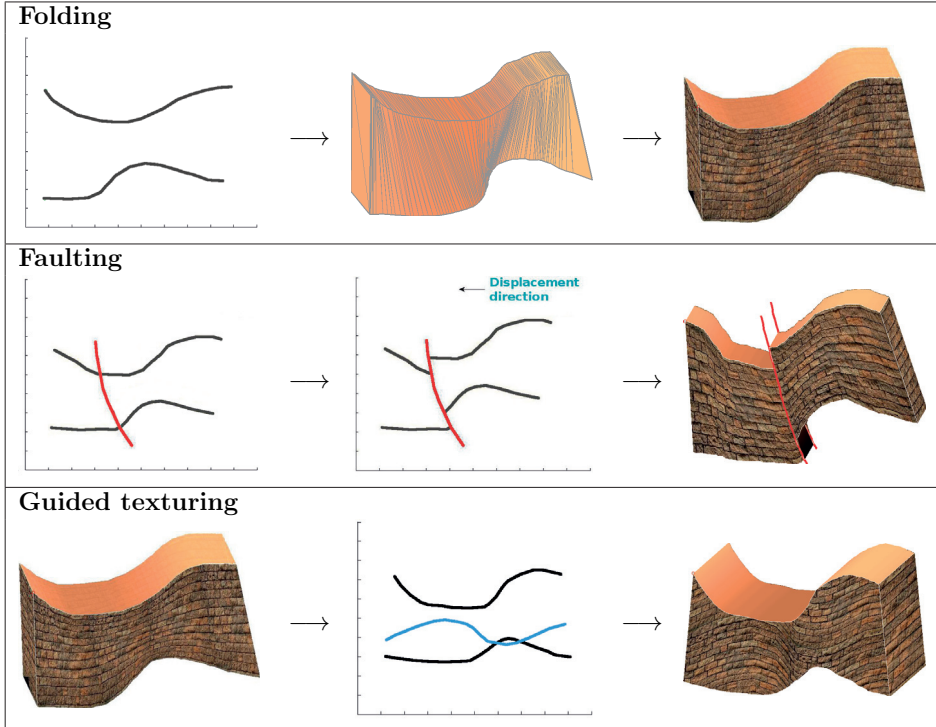 Folding
Faulting
Displacement
direction
Guided texturing